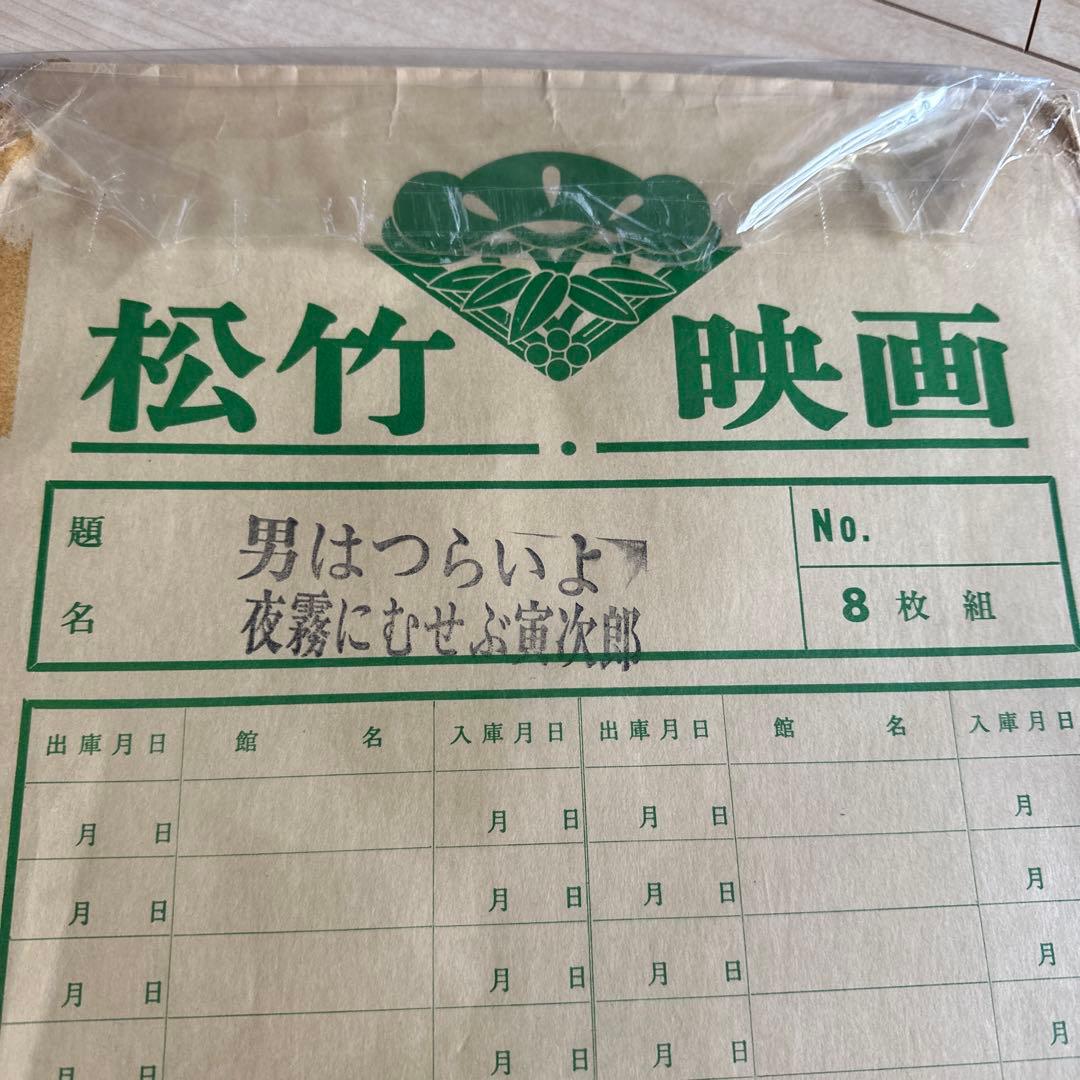 松竹・映画
題名
男はつらいよ
夜霧にむせぶ寅次郎
No.
8枚組
出庫月日 館名 入庫月日 出庫月日 館名 入庫月日
月 日 月 日 月 日 月
月 日 月 日 月 日 月
月 日 月 日 月 日 月
月 日 月 日 月 日 月